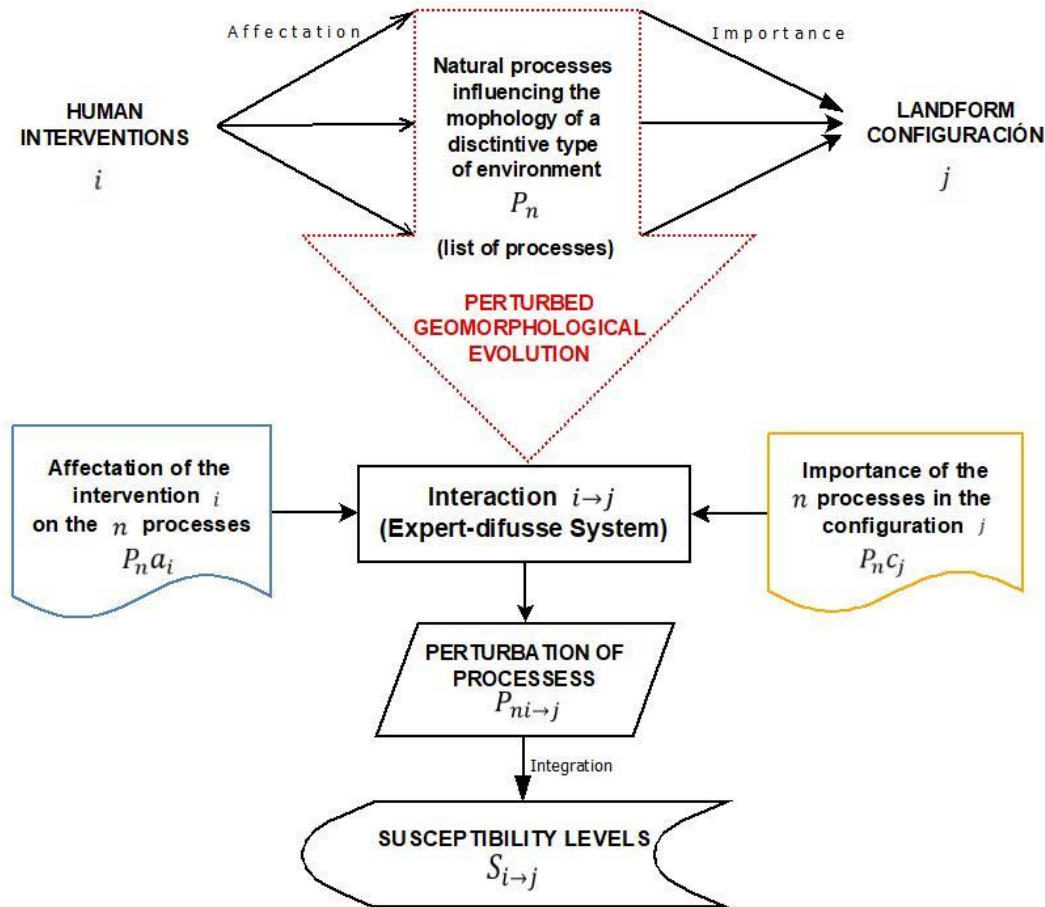 Affectation
Importance
HUMAN
INTERVENTIONS
i
Natural processes
influencing the
mophology of a
disctintive type
of environment
Pₙ
(list of processes)
LANDFORM
CONFIGURACIÓN
j
PERTURBED
GEOMORPHOLOGICAL
EVOLUTION
Affectation of the
intervention i
on the n processes
Pₙaᵢ
Interaction i→j
(Expert-difusse System)
Importance of the
n processes in the
configuration j
Pₙcⱼ
PERTURBATION OF
PROCESSESS
Pₙᵢ→ⱼ
Integration
SUSCEPTIBILITY LEVELS
Sᵢ→ⱼ